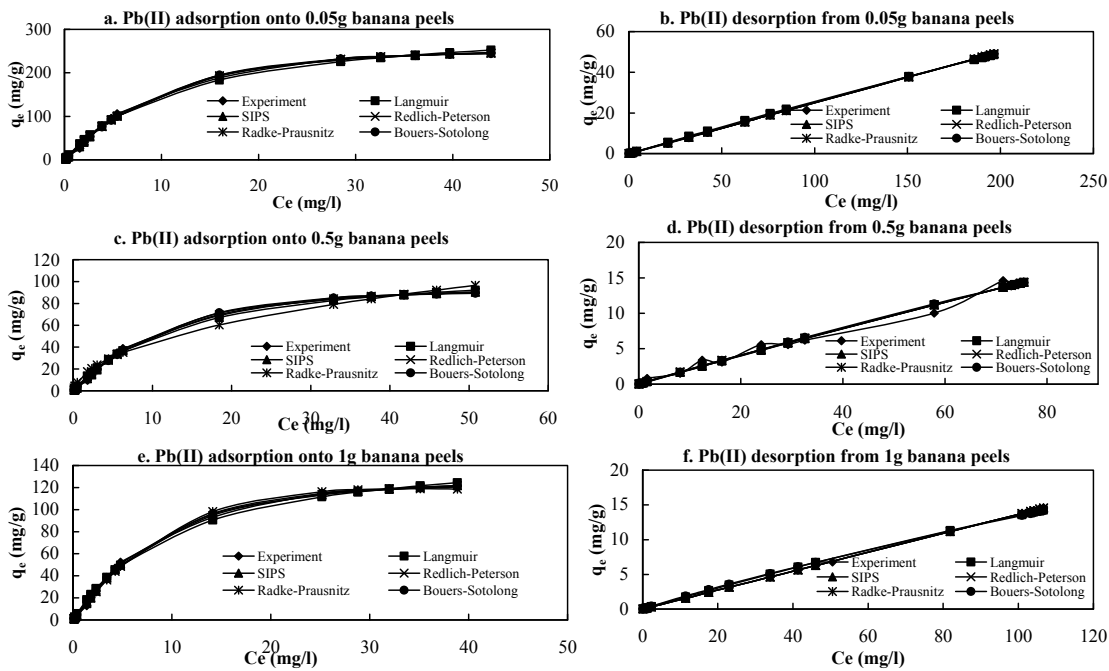 a. Pb(II) adsorption onto 0.05g banana peels
300
200
100
0
qe (mg/g)
Experiment Langmuir
SIPS Redlich-Peterson
Radke-Prausnitz Bouers-Sotolong
0 10 20 30 40 50
Ce (mg/l)
b. Pb(II) desorption from 0.05g banana peels
60
40
20
0
qe (mg/g)
Experiment Langmuir
SIPS Redlich-Peterson
Radke-Prausnitz Bouers-Sotolong
0 50 100 150 200 250
Ce (mg/l)
c. Pb(II) adsorption onto 0.5g banana peels
120
100
80
60
40
20
0
qe (mg/g)
Experiment Langmuir
SIPS Redlich-Peterson
Radke-Prausnitz Bouers-Sotolong
0 10 20 30 40 50 60
Ce (mg/l)
d. Pb(II) desorption from 0.5g banana peels
20
15
10
5
0
qe (mg/g)
Experiment Langmuir
SIPS Redlich-Peterson
Radke-Prausnitz Bouers-Sotolong
0 20 40 60 80
Ce (mg/l)
e. Pb(II) adsorption onto 1g banana peels
140
120
100
80
60
40
20
0
qe (mg/g)
Experiment Langmuir
SIPS Redlich-Peterson
Radke-Prausnitz Bouers-Sotolong
0 10 20 30 40 50
Ce (mg/l)
f. Pb(II) desorption from 1g banana peels
20
15
10
5
0
qe (mg/g)
Experiment Langmuir
SIPS Redlich-Peterson
Radke-Prausnitz Bouers-Sotolong
0 20 40 60 80 100 120
Ce (mg/l)